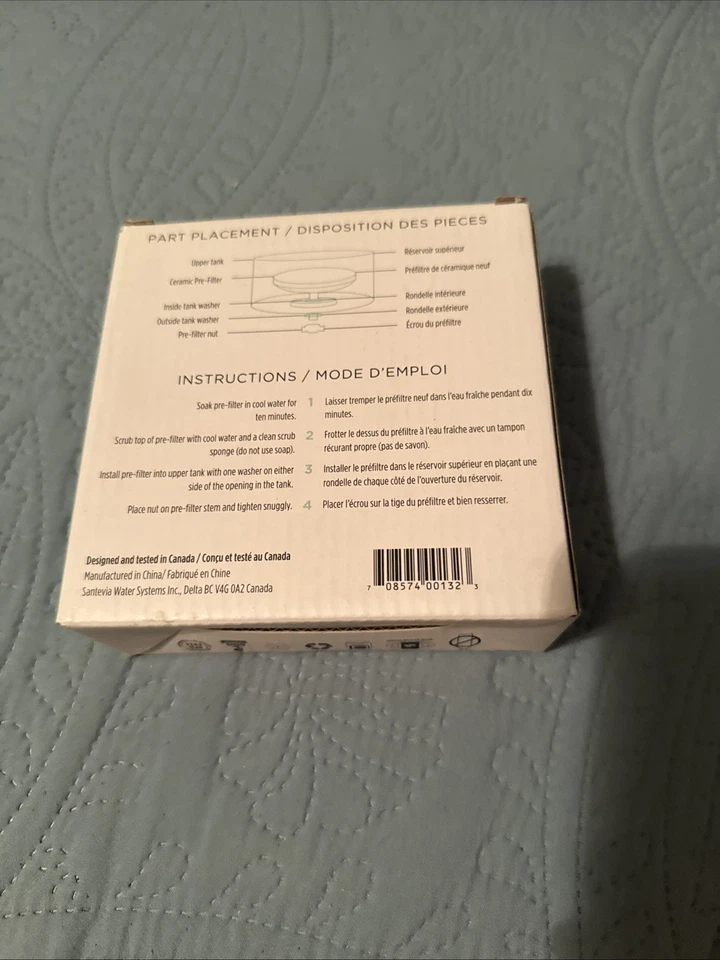 PART PLACEMENT / DISPOSITION DES PIECES
Upper tank
Réservoir supérieur
Ceramic Pre-Filter
Préfiltre de céramique neuf
Inside tank washer
Rondelle intérieure
Outside tank washer
Rondelle extérieure
Pre-filter nut
Écrou du préfiltre
INSTRUCTIONS / MODE D'EMPLOI
Soak pre-filter in cool water for
ten minutes.
1
Laisser tremper le préfiltre neuf dans l'eau fraîche pendant dix
minutes.
Scrub top of pre-filter with cool water and a clean scrub
sponge (do not use soap).
2
Frotter le dessus du préfiltre à l'eau fraîche avec un tampon
récurant propre (pas de savon).
Install pre-filter into upper tank with one washer on either
side of the opening in the tank.
3
Installer le préfiltre dans le réservoir supérieur en plaçant une
rondelle de chaque côté de l'ouverture du réservoir.
Place nut on pre-filter stem and tighten snuggly.
4
Placer l'écrou sur la tige du préfiltre et bien resserrer.
Designed and tested in Canada / Conçu et testé au Canada
Manufactured in China/ Fabriqué en Chine
Santevia Water Systems Inc., Delta BC V4G 0A2 Canada
7 08574 00132 3